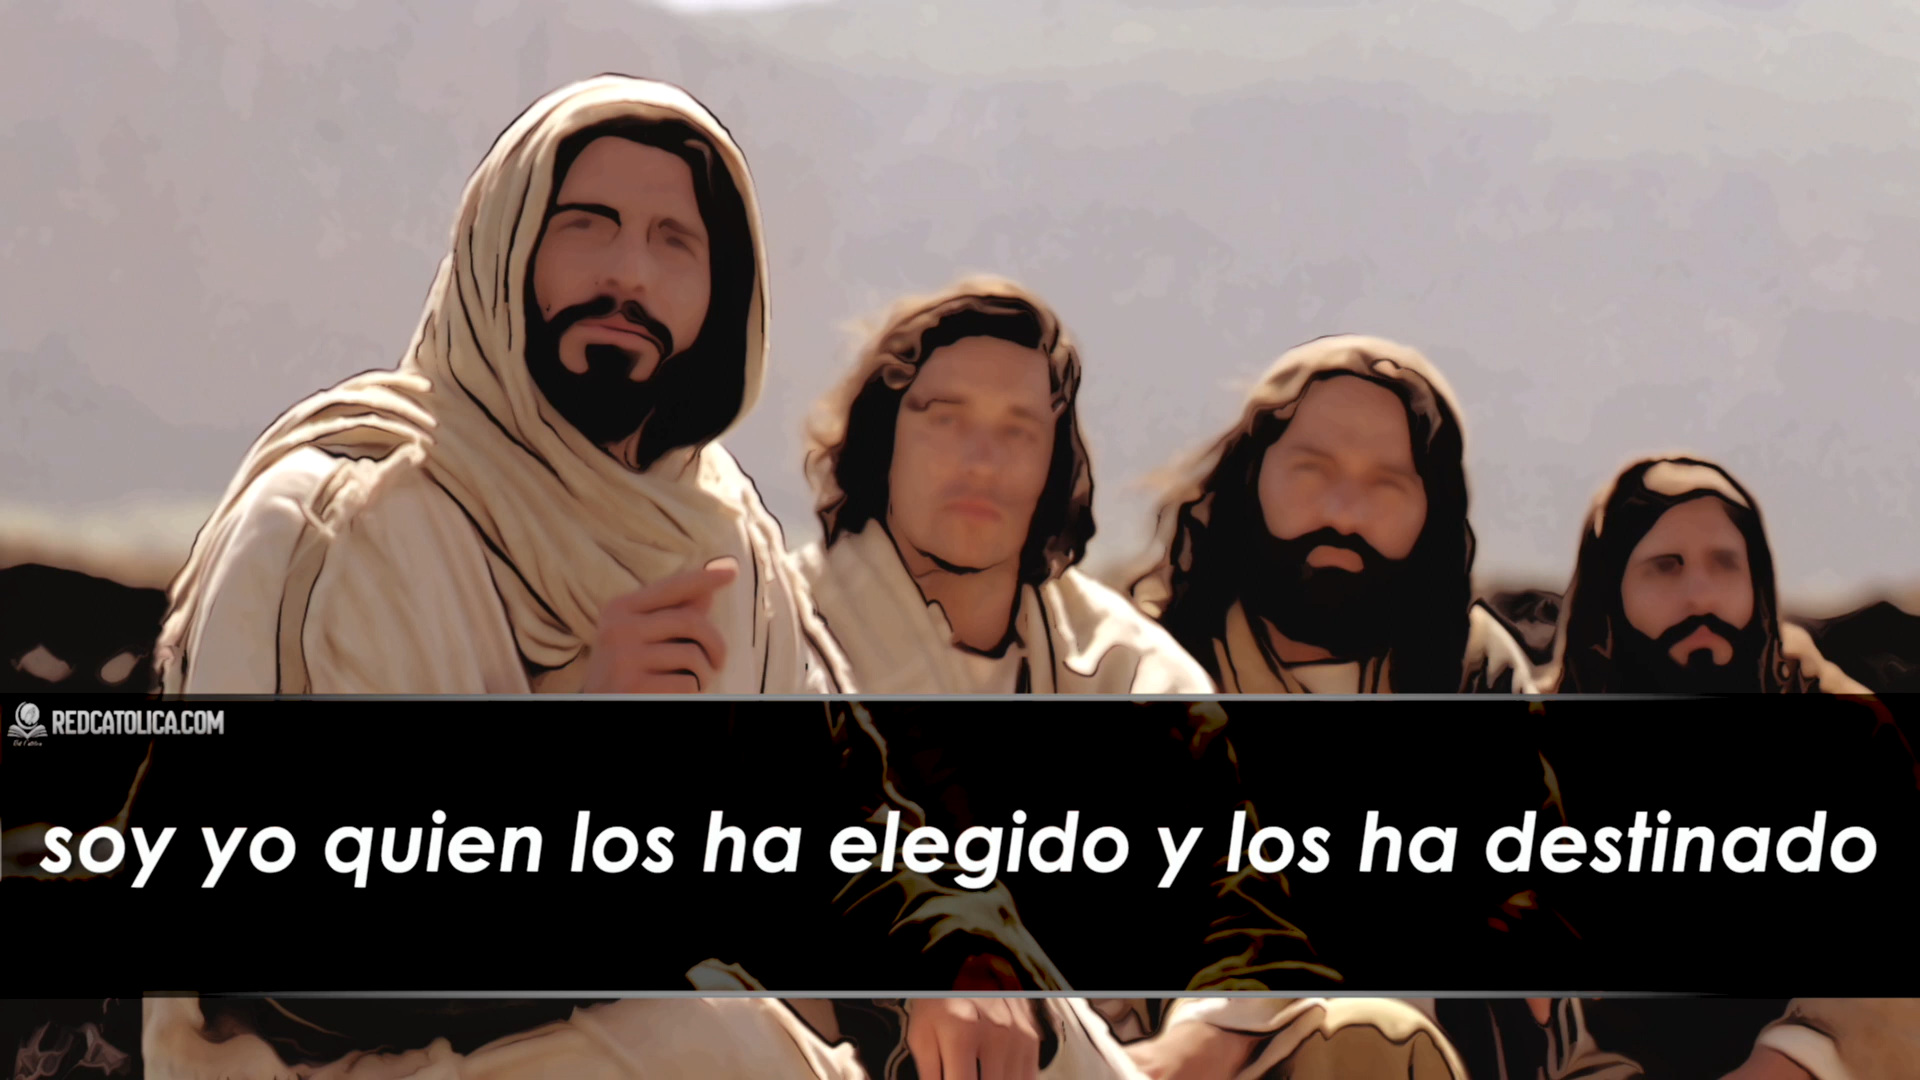 REDCATOLICA.COM
soy yo quien los ha elegido y los ha destinado